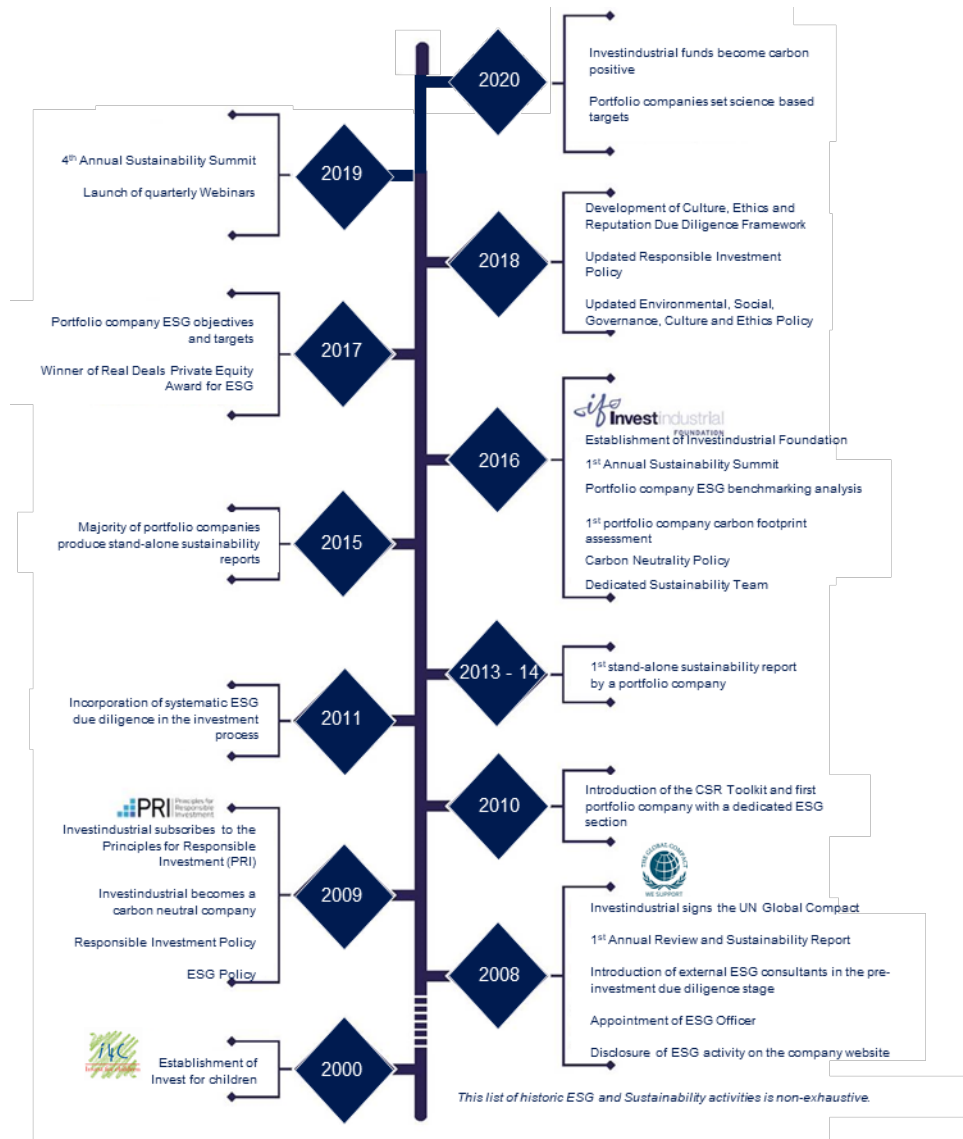 2020
Investindustrial funds become carbon
positive
Portfolio companies set science based
targets
2019
4th Annual Sustainability Summit
Launch of quarterly Webinars
2018
Development of Culture, Ethics and
Reputation Due Diligence Framework
Updated Responsible Investment
Policy
Updated Environmental, Social,
Governance, Culture and Ethics Policy
2017
Portfolio company ESG objectives
and targets
Winner of Real Deals Private Equity
Award for ESG
2016
Investindustrial
FOUNDATION
Establishment of Investindustrial Foundation
1st Annual Sustainability Summit
Portfolio company ESG benchmarking analysis
1st portfolio company carbon footprint
assessment
Carbon Neutrality Policy
Dedicated Sustainability Team
2015
Majority of portfolio companies
produce stand-alone sustainability
reports
2013 - 14
1st stand-alone sustainability report
by a portfolio company
2011
Incorporation of systematic ESG
due diligence in the investment
process
2010
Introduction of the CSR Toolkit and first
portfolio company with a dedicated ESG
section
2009
PRI
Principles for
Responsible
Investment
Investindustrial subscribes to the
Principles for Responsible
Investment (PRI)
Investindustrial becomes a
carbon neutral company
Responsible Investment Policy
ESG Policy
2008
THE GLOBAL COMPACT
WE SUPPORT
Investindustrial signs the UN Global Compact
1st Annual Review and Sustainability Report
Introduction of external ESG consultants in the pre-
investment due diligence stage
Appointment of ESG Officer
Disclosure of ESG activity on the company website
2000
i4C
Establishment of
Invest for children
This list of historic ESG and Sustainability activities is non-exhaustive.